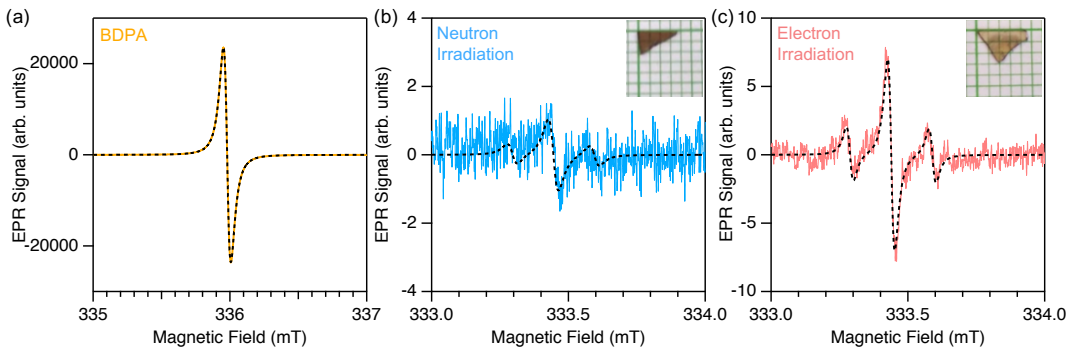 (a)
BDPA
EPR Signal (arb. units)
20000
0
-20000
335
336
337
Magnetic Field (mT)
(b)
Neutron
Irradiation
EPR Signal (arb. units)
4
2
0
-2
-4
333.0
333.5
334.0
Magnetic Field (mT)
(c)
Electron
Irradiation
EPR Signal (arb. units)
10
5
0
-5
-10
333.0
333.5
334.0
Magnetic Field (mT)